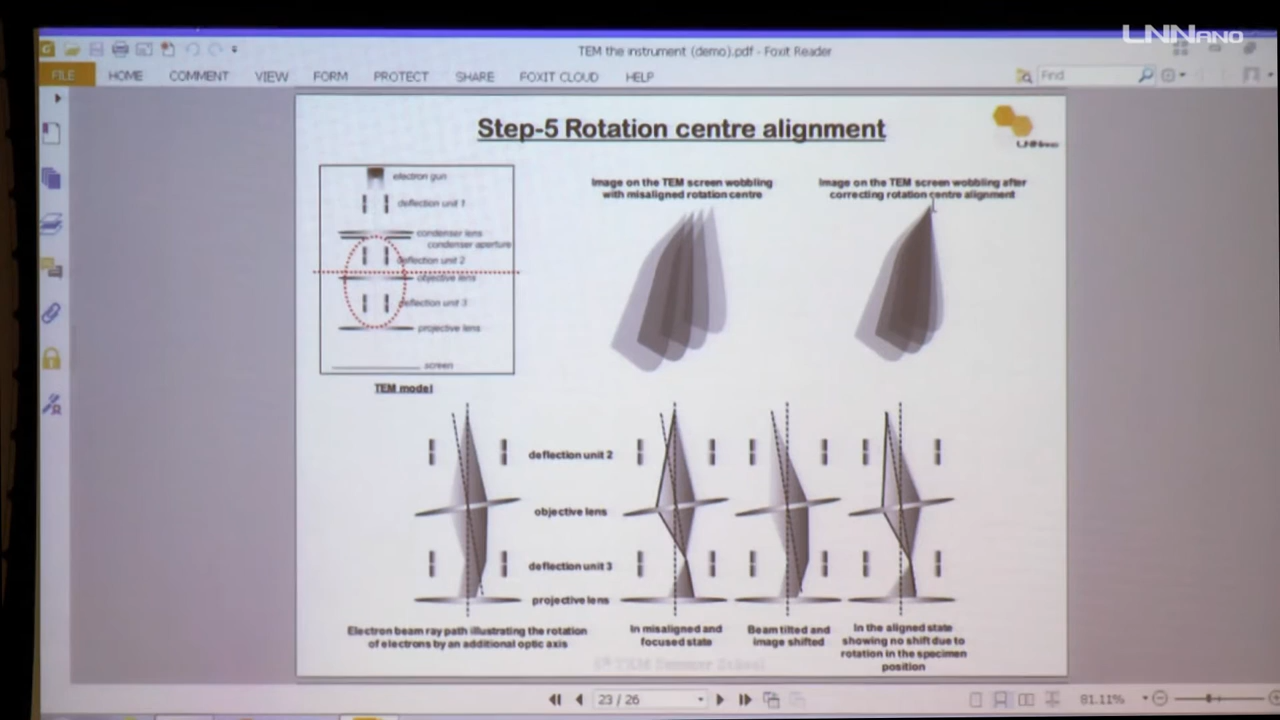 LNNano
TEM the instrument (demo).pdf - Foxit Reader
FILE HOME COMMENT VIEW FORM PROTECT SHARE FOXIT CLOUD HELP
Find
Step-5 Rotation centre alignment
LNNano
electron gun
deflection unit 1
condenser lens
condenser aperture
deflection unit 2
objective lens
deflection unit 3
projective lens
screen
TEM model
Image on the TEM screen wobbling
with misaligned rotation centre
Image on the TEM screen wobbling after
correcting rotation centre alignment
deflection unit 2
objective lens
deflection unit 3
projective lens
Electron beam ray path illustrating the rotation
of electrons by an additional optic axis
In misaligned and
focused state
Beam tilted and
image shifted
In the aligned state
showing no shift due to
rotation in the specimen
position
TEM Summer School
23 / 26
81.11%